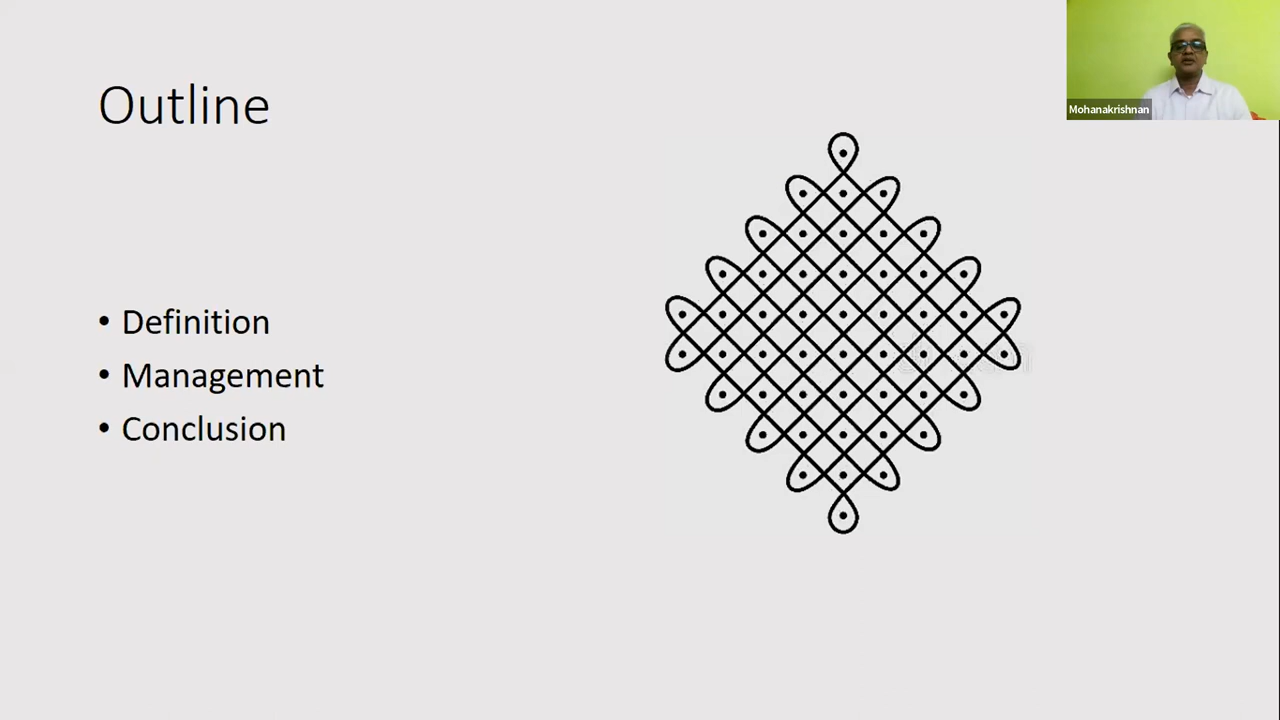 Outline
Mohanakrishnan
• Definition
• Management
• Conclusion